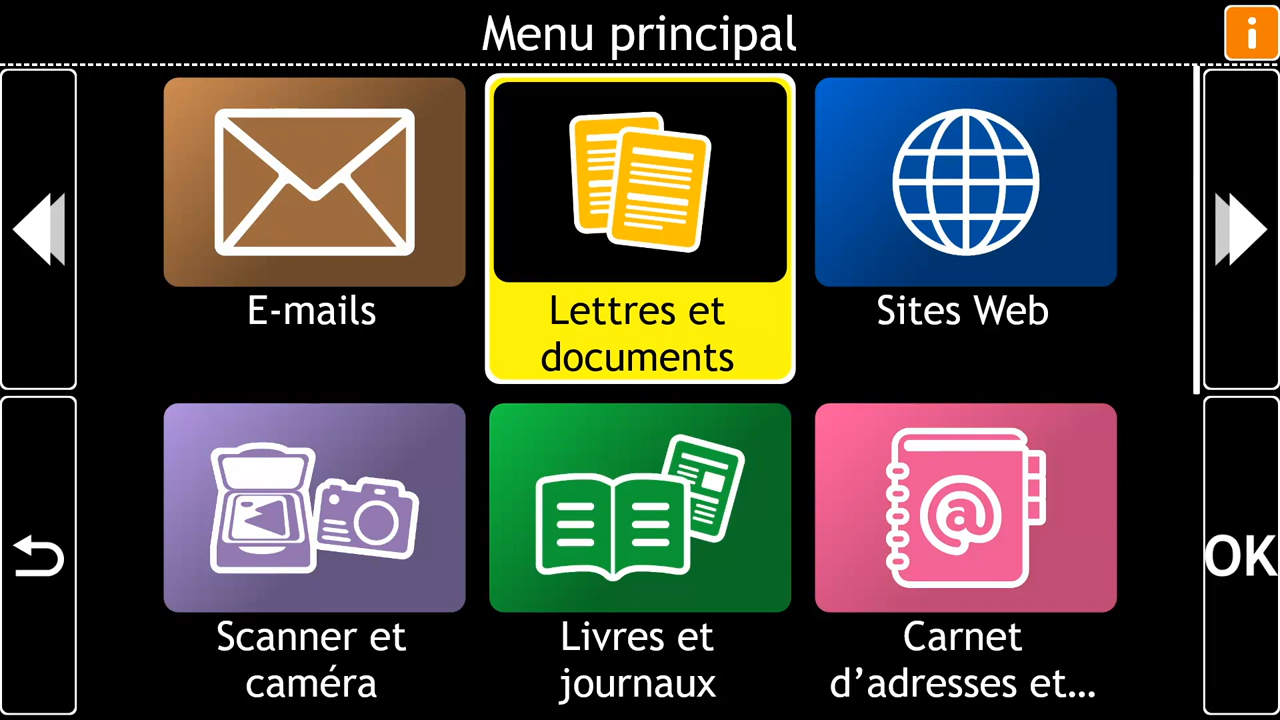 Menu principal
i
E-mails
Lettres et
documents
Sites Web
Scanner et
caméra
Livres et
journaux
@
Carnet
d’adresses et…
OK